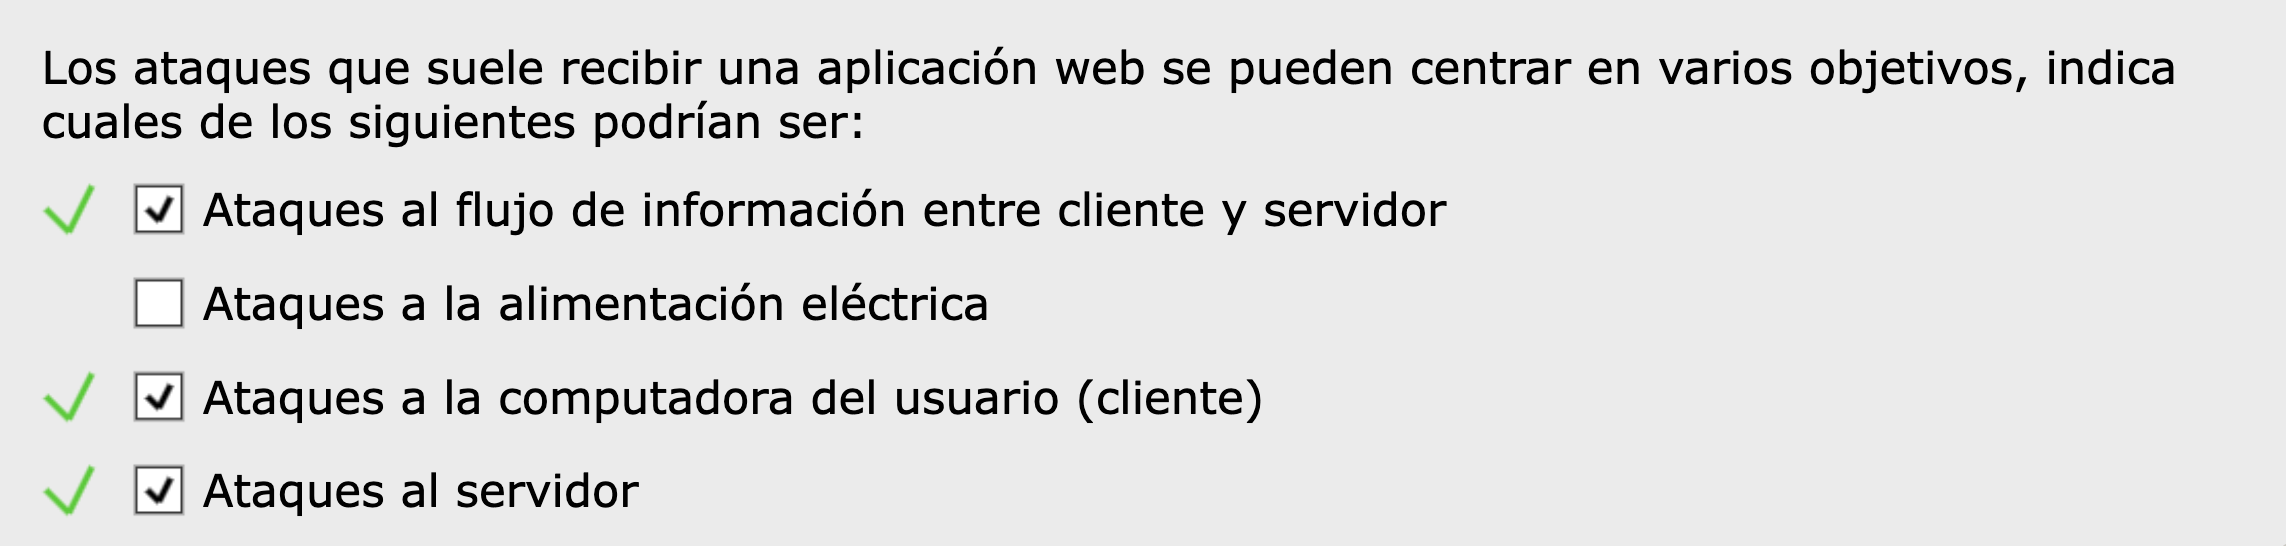 Los ataques que suele recibir una aplicación web se pueden centrar en varios objetivos, indica
cuales de los siguientes podrían ser:
Ataques al flujo de información entre cliente y servidor
Ataques a la alimentación eléctrica
Ataques a la computadora del usuario (cliente)
Ataques al servidor